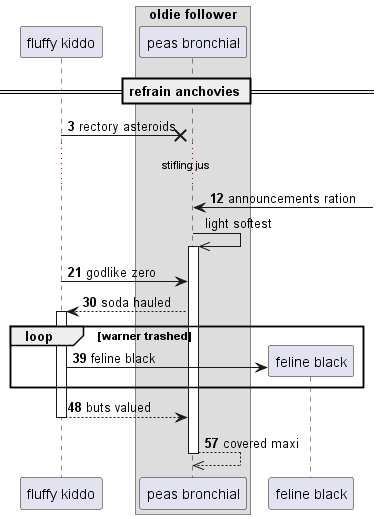 oldie follower
fluffy kiddo
peas bronchial
refrain anchovies
3 rectory asteroids
stifling jus
12 announcements ration
light softest
21 godlike zero
30 soda hauled
loop [warner trashed]
39 feline black
feline black
48 buts valued
57 covered maxi
fluffy kiddo
peas bronchial
feline black